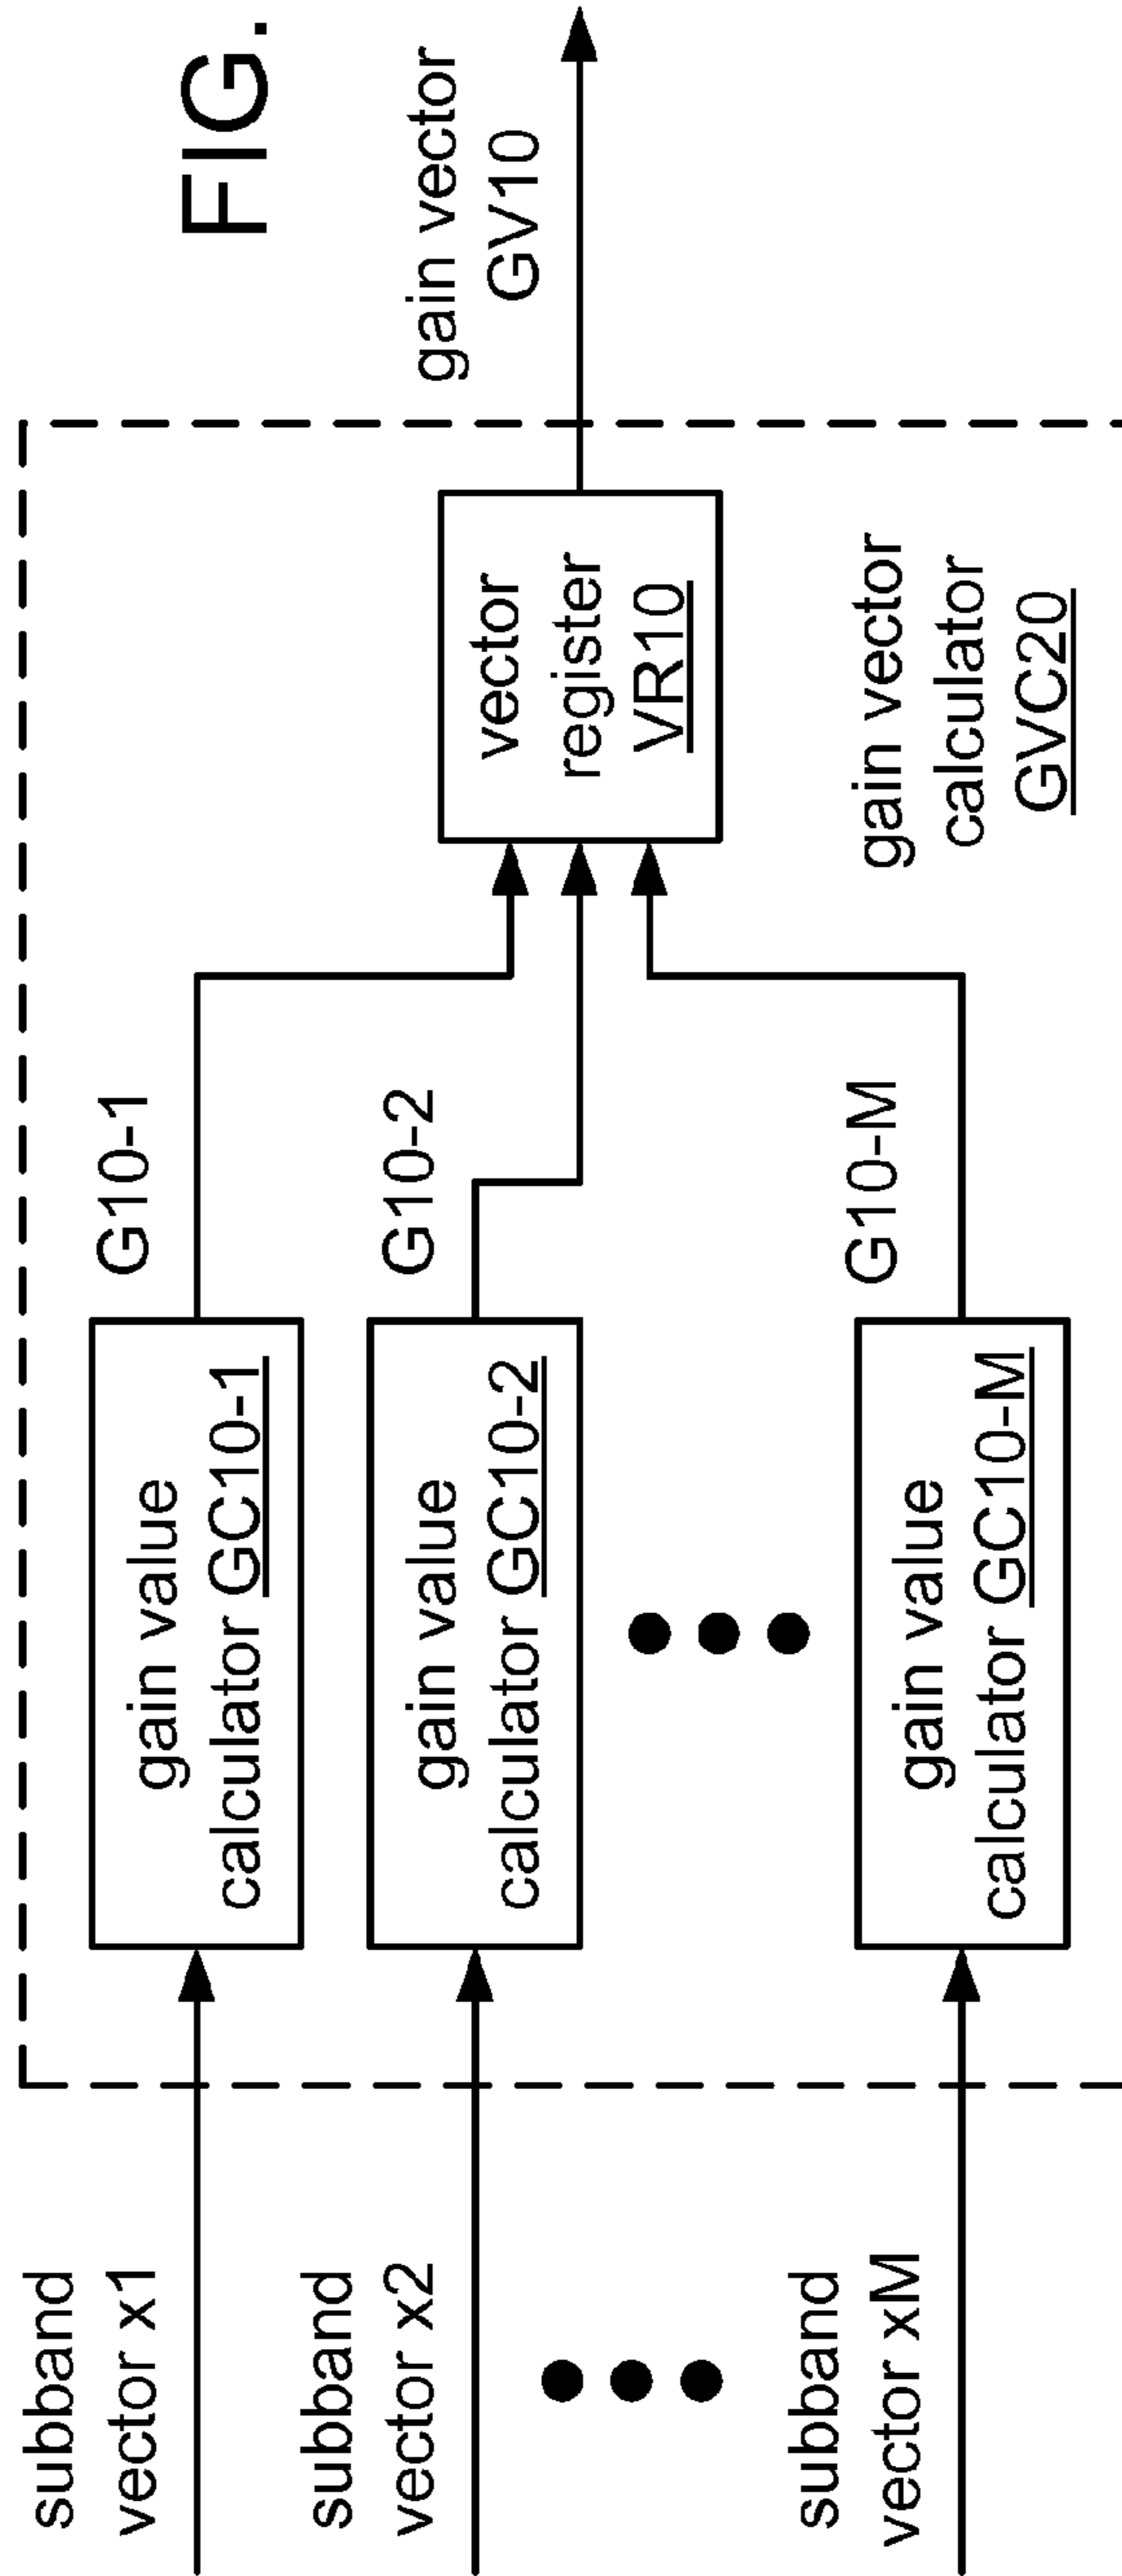 FIG.
subband
vector x1
gain value
calculator GC10-1
G10-1
subband
vector x2
gain value
calculator GC10-2
G10-2
subband
vector xM
gain value
calculator GC10-M
G10-M
vector
register
VR10
gain vector
GV10
gain vector
calculator
GVC20